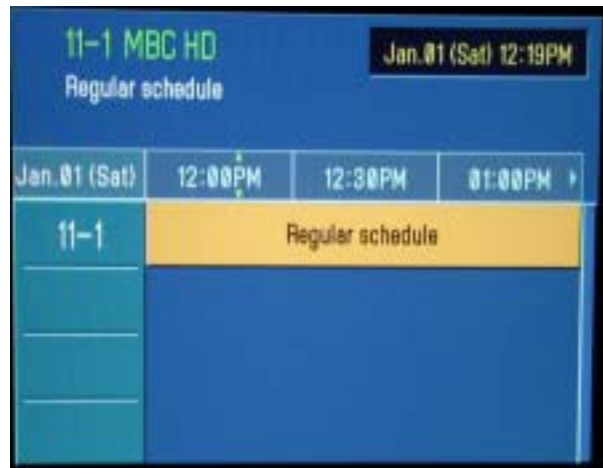 11-1 MBC HD
Jan.01 (Sat) 12:19PM
Regular schedule
Jan.01 (Sat) 12:00PM 12:30PM 01:00PM
11-1 Regular schedule